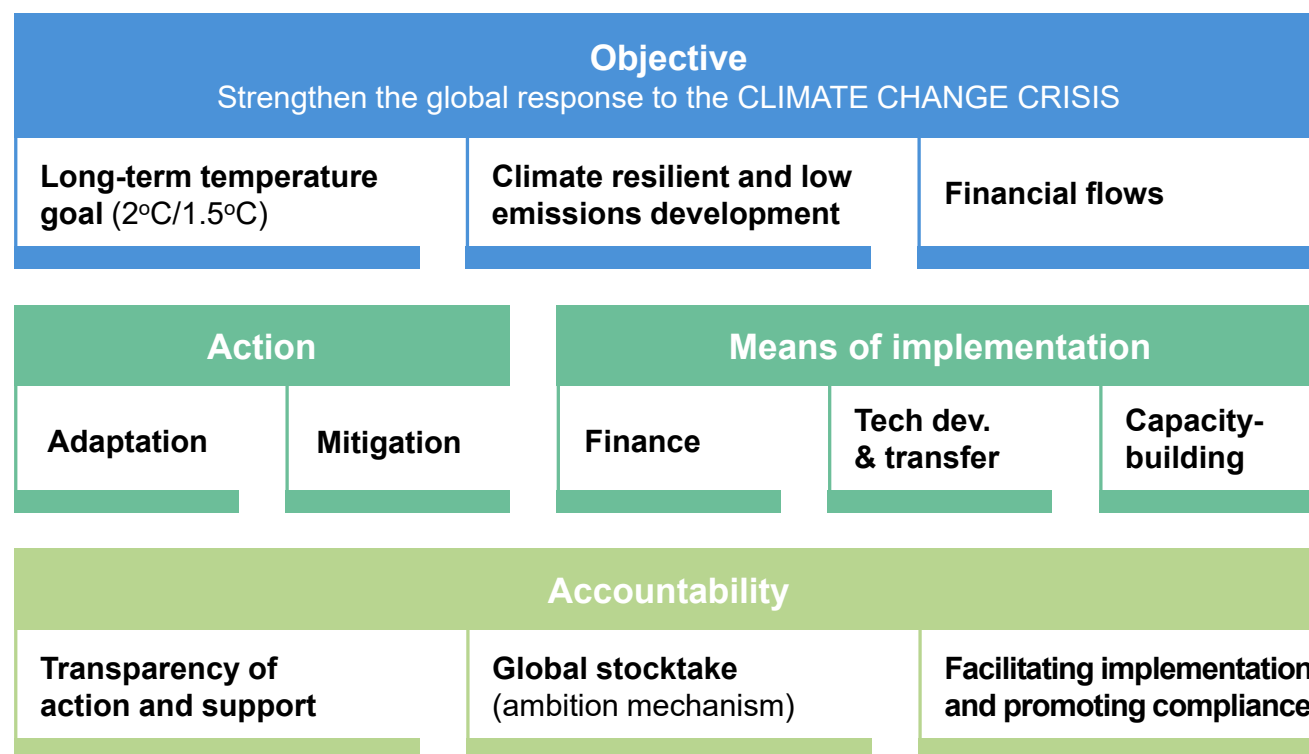 Objective
Strengthen the global response to the CLIMATE CHANGE CRISIS
Long-term temperature
goal (2ºC/1.5ºC)
Climate resilient and low
emissions development
Financial flows
Action
Adaptation
Mitigation
Means of implementation
Finance
Tech dev.
& transfer
Capacity-
building
Accountability
Transparency of
action and support
Global stocktake
(ambition mechanism)
Facilitating implementation
and promoting compliance